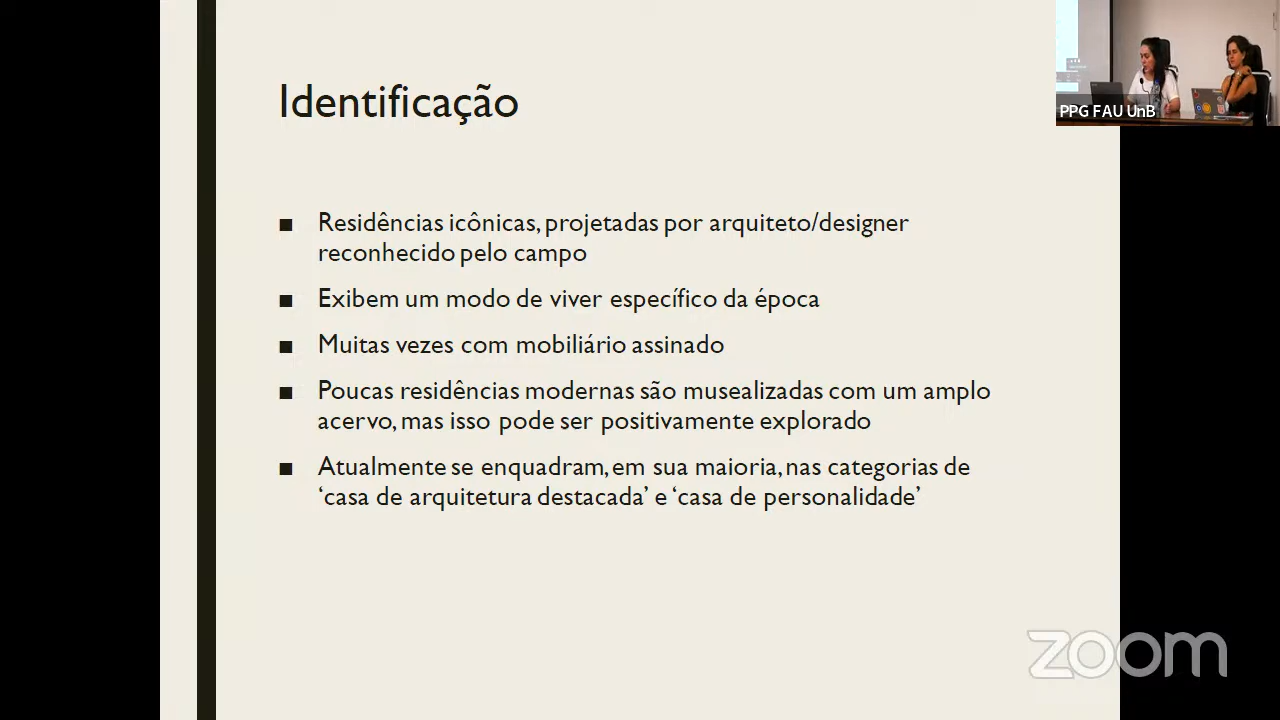 Identificação
PPG FAU UnB
■ Residências icônicas, projetadas por arquiteto/designer
reconhecido pelo campo
■ Exibem um modo de viver específico da época
■ Muitas vezes com mobiliário assinado
■ Poucas residências modernas são musealizadas com um amplo
acervo, mas isso pode ser positivamente explorado
■ Atualmente se enquadram, em sua maioria, nas categorias de
‘casa de arquitetura destacada’ e ‘casa de personalidade’
zoom